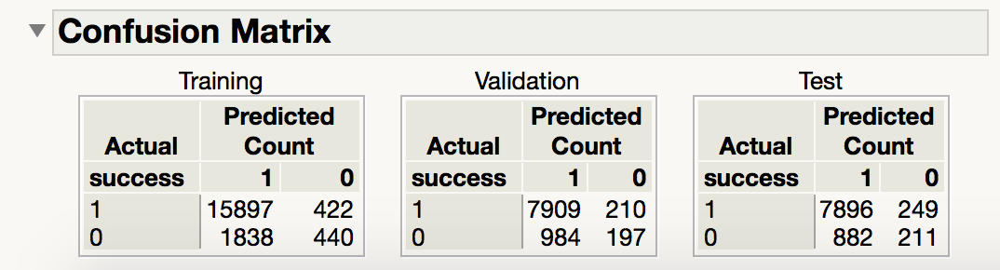 Confusion Matrix
Training
Predicted
Actual Count
success 1 0
1 15897 422
0 1838 440
Validation
Predicted
Actual Count
success 1 0
1 7909 210
0 984 197
Test
Predicted
Actual Count
success 1 0
1 7896 249
0 882 211